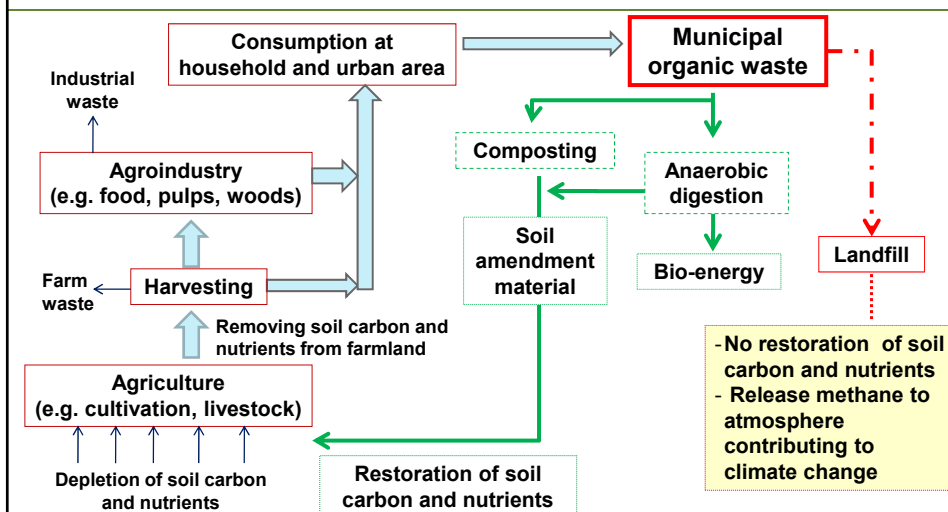 Consumption at
household and urban area
Municipal
organic waste
Industrial
waste
Agroindustry
(e.g. food, pulps, woods)
Composting
Anaerobic
digestion
Soil
amendment
material
Bio-energy
Landfill
Farm
waste
Harvesting
Removing soil carbon and
nutrients from farmland
Agriculture
(e.g. cultivation, livestock)
Depletion of soil carbon
and nutrients
Restoration of soil
carbon and nutrients
-No restoration of soil
carbon and nutrients
- Release methane to
atmosphere
contributing to
climate change